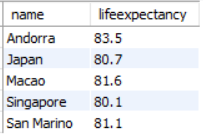 name lifeexpectancy
Andorra 83.5
Japan 80.7
Macao 81.6
Singapore 80.1
San Marino 81.1